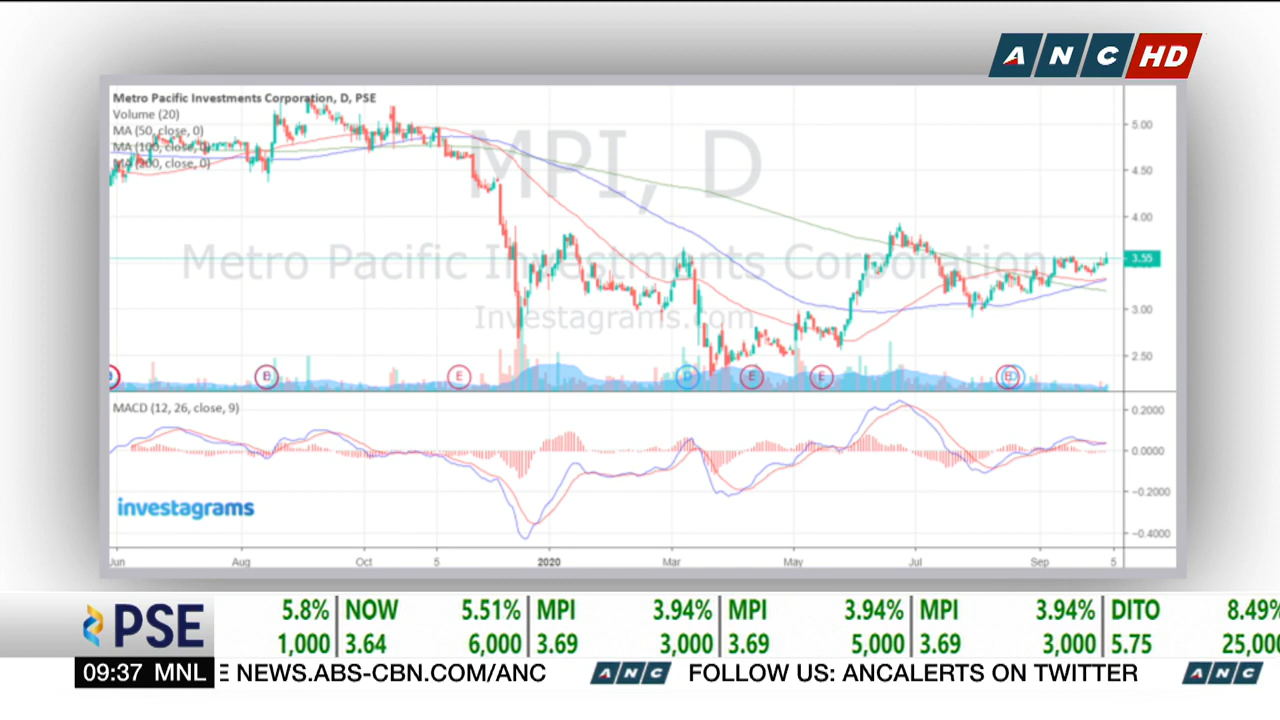 ANC HD
Metro Pacific Investments Corporation, D, PSE
Volume (20)
MA (50, close, 0)
MA (100, close, 0)
MA (200, close, 0)
MPI, D
Metro Pacific Investments Corporation
Investagrams.com
5.00
4.50
4.00
3.55
3.00
2.50
B
E
D
E
E
MACD (12, 26, close, 9)
0.2000
0.0000
-0.2000
-0.4000
investagrams
Jun Aug Oct 5 2020 Mar May Jul Sep 5
PSE
5.8% NOW 5.51% MPI 3.94% MPI 3.94% MPI 3.94% DITO 8.49%
1,000 3.64 6,000 3.69 3,000 3.69 5,000 3.69 3,000 5.75 25,000
09:37 MNL E NEWS.ABS-CBN.COM/ANC ANC FOLLOW US: ANCALERTS ON TWITTER ANC